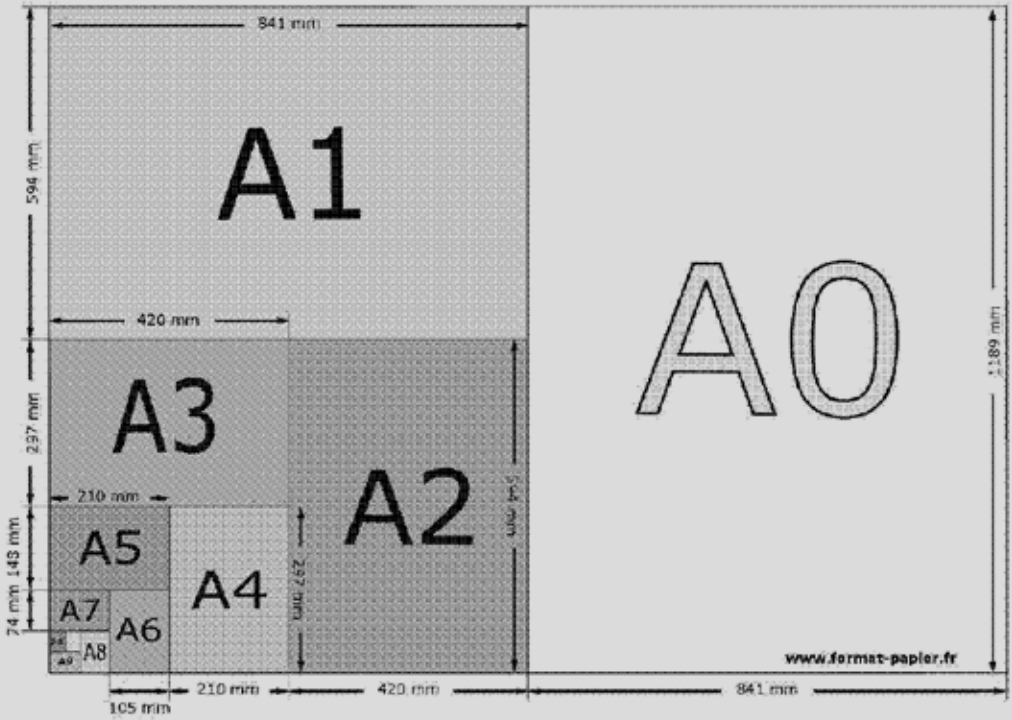 841 mm
A1
594 mm
A0
420 mm
1189 mm
A3
297 mm
A2
594 mm
210 mm
A5
148 mm
A4
297 mm
A7
74 mm
A6
A8
A9
www.format-papier.fr
210 mm
420 mm
841 mm
105 mm